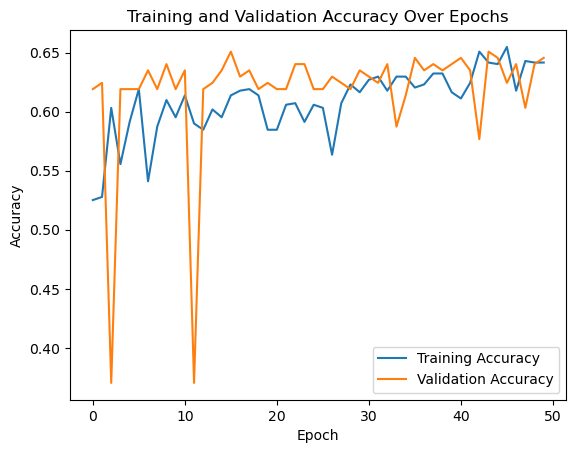 Training and Validation Accuracy Over Epochs
0.65
0.60
0.55
0.50
0.45
0.40
Accuracy
0
10
20
30
40
50
Epoch
Training Accuracy
Validation Accuracy